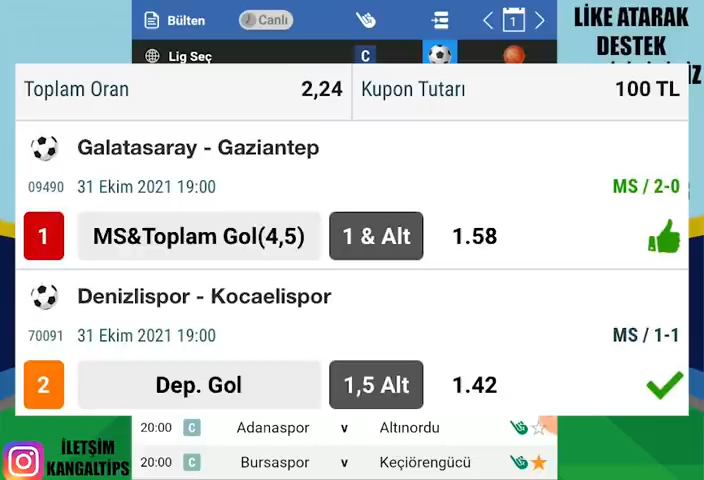 Bülten
Canlı
1
LİKE ATARAK
DESTEK
İZ
Lig Seç
C
Toplam Oran 2,24
Kupon Tutarı 100 TL
Galatasaray - Gaziantep
09490 31 Ekim 2021 19:00 MS / 2-0
1 MS&Toplam Gol(4,5) 1 & Alt 1.58
Denizlispor - Kocaelispor
70091 31 Ekim 2021 19:00 MS / 1-1
2 Dep. Gol 1,5 Alt 1.42
20:00 C Adanaspor v Altınordu
20:00 C Bursaspor v Keçiörengücü
İLETŞİM
KANGALTİPS